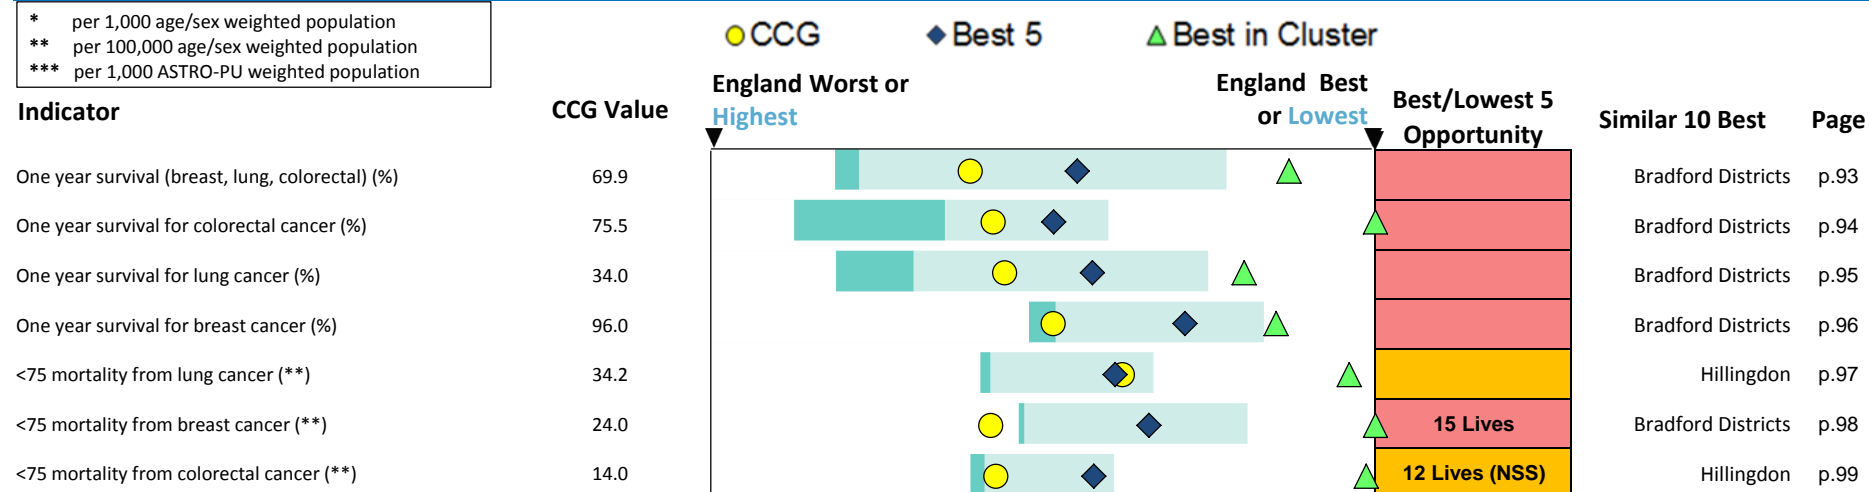 * per 1,000 age/sex weighted population
** per 100,000 age/sex weighted population
*** per 1,000 ASTRO-PU weighted population
CCG Best 5 Best in Cluster
Indicator CCG Value
England Worst or
Highest
England Best
or Lowest
Best/Lowest 5
Opportunity
Similar 10 Best Page
One year survival (breast, lung, colorectal) (%) 69.9 Bradford Districts p.93
One year survival for colorectal cancer (%) 75.5 Bradford Districts p.94
One year survival for lung cancer (%) 34.0 Bradford Districts p.95
One year survival for breast cancer (%) 96.0 Bradford Districts p.96
<75 mortality from lung cancer (**) 34.2 Hillingdon p.97
<75 mortality from breast cancer (**) 24.0 15 Lives Bradford Districts p.98
<75 mortality from colorectal cancer (**) 14.0 12 Lives (NSS) Hillingdon p.99